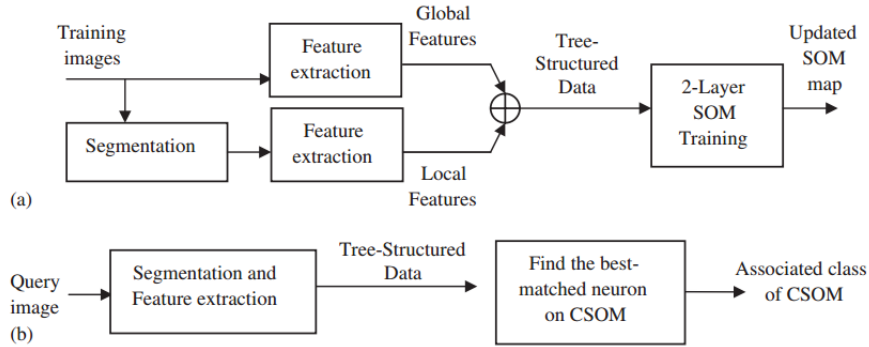 Training
images
Feature
extraction
Global
Features
Tree-
Structured
Data
2-Layer
SOM
Training
Updated
SOM
map
Segmentation
Feature
extraction
Local
Features
(a)
Query
image
Segmentation and
Feature extraction
Tree-Structured
Data
Find the best-
matched neuron
on CSOM
Associated class
of CSOM
(b)